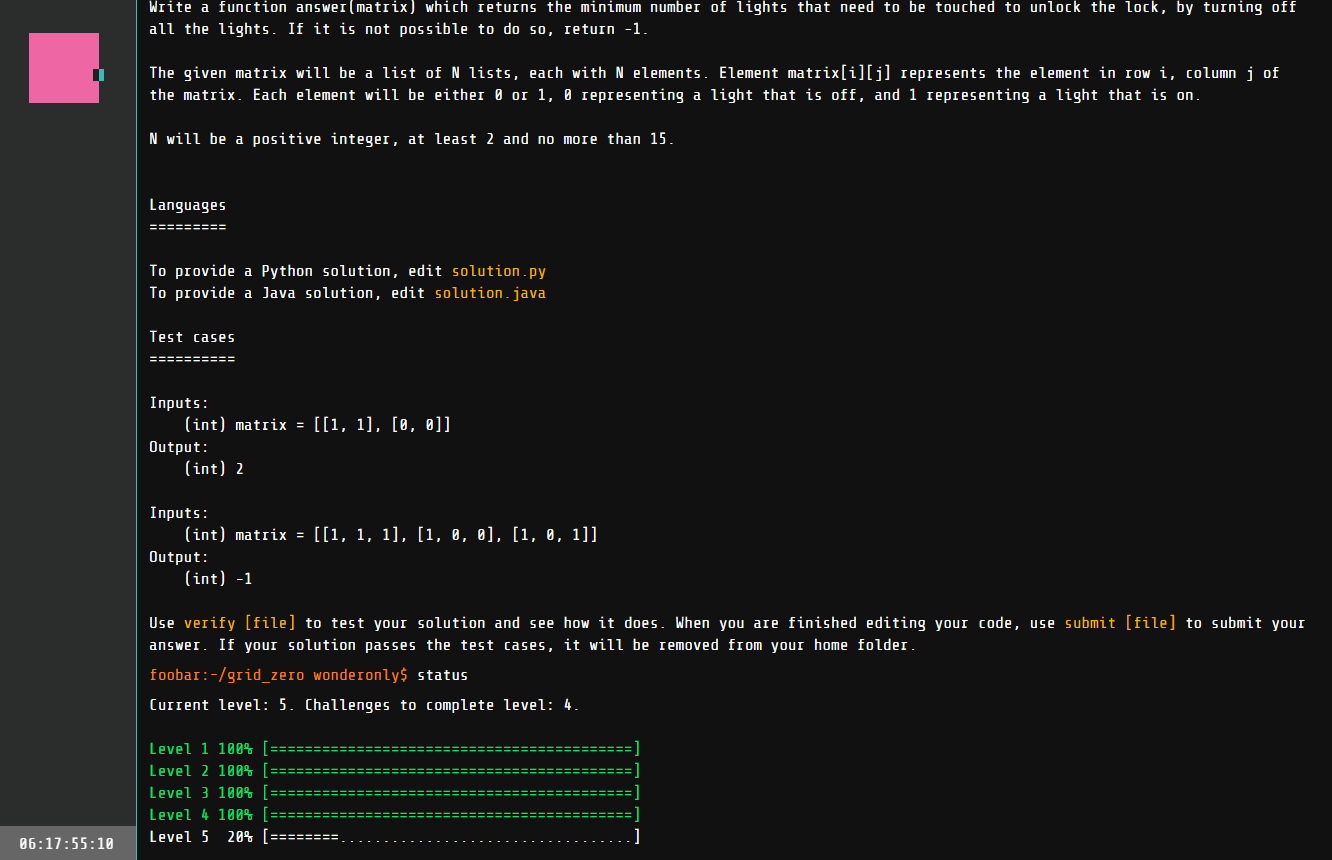 Write a function answer(matrix) which returns the minimum number of lights that need to be touched to unlock the lock, by turning off
all the lights. If it is not possible to do so, return -1.
The given matrix will be a list of N lists, each with N elements. Element matrix[i][j] represents the element in row i, column j of
the matrix. Each element will be either 0 or 1, 0 representing a light that is off, and 1 representing a light that is on.
N will be a positive integer, at least 2 and no more than 15.
Languages
=========
To provide a Python solution, edit solution.py
To provide a Java solution, edit solution.java
Test cases
==========
Inputs:
    (int) matrix = [[1, 1], [0, 0]]
Output:
    (int) 2
Inputs:
    (int) matrix = [[1, 1, 1], [1, 0, 0], [1, 0, 1]]
Output:
    (int) -1
Use verify [file] to test your solution and see how it does. When you are finished editing your code, use submit [file] to submit your
answer. If your solution passes the test cases, it will be removed from your home folder.
foobar:~/grid_zero wonderonly$ status
Current level: 5. Challenges to complete level: 4.
Level 1 100% [==========================================]
Level 2 100% [==========================================]
Level 3 100% [==========================================]
Level 4 100% [==========================================]
Level 5  20% [========..................................]
06:17:55:10